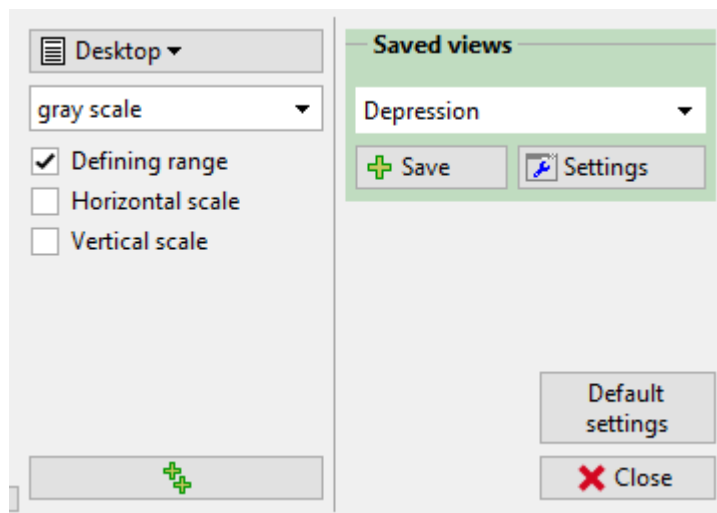 Desktop
gray scale
Defining range
Horizontal scale
Vertical scale
Saved views
Depression
Save
Settings
Default
settings
Close